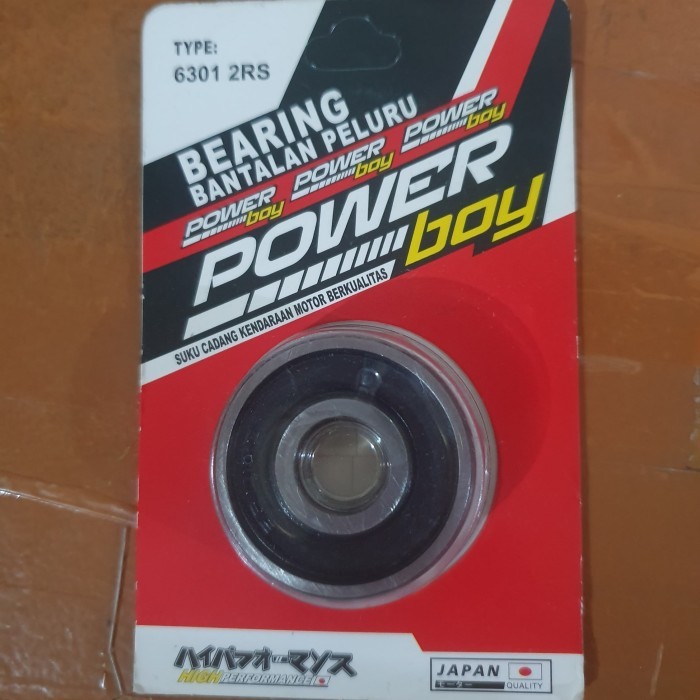 TYPE:
6301 2RS
BEARING
BANTALAN PELURU
POWER boy POWER boy POWER boy
POWER
boy
SUKU CADANG KENDARAAN MOTOR BERKUALITAS
ハイパフオーマンス
HIGH PERFORMANCE
JAPAN
QUALITY